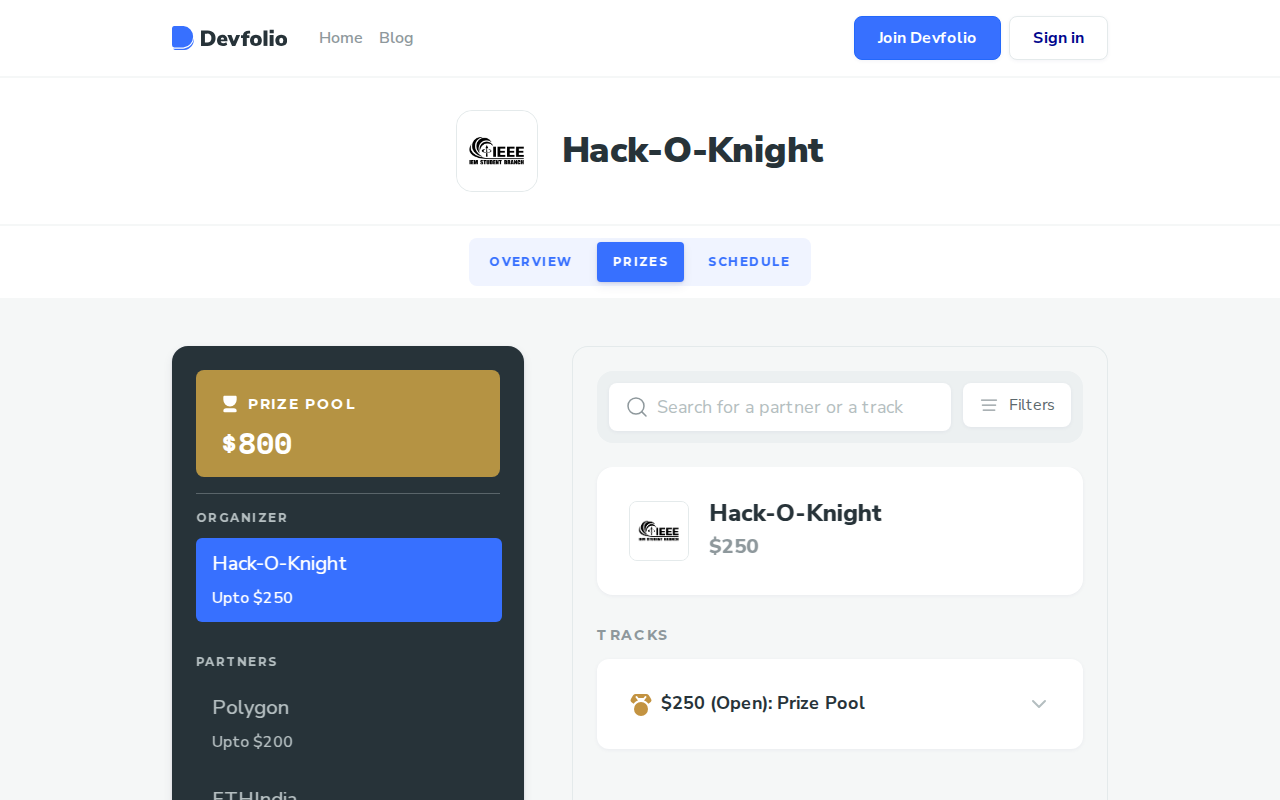 Devfolio
Home
Blog
Join Devfolio
Sign in
IEEE
IEM STUDENT BRANCH
Hack-O-Knight
OVERVIEW
PRIZES
SCHEDULE
PRIZE POOL
$800
ORGANIZER
Hack-O-Knight
Upto $250
PARTNERS
Polygon
Upto $200
ETHIndia
Search for a partner or a track
Filters
IEEE
IEM STUDENT BRANCH
Hack-O-Knight
$250
TRACKS
$250 (Open): Prize Pool